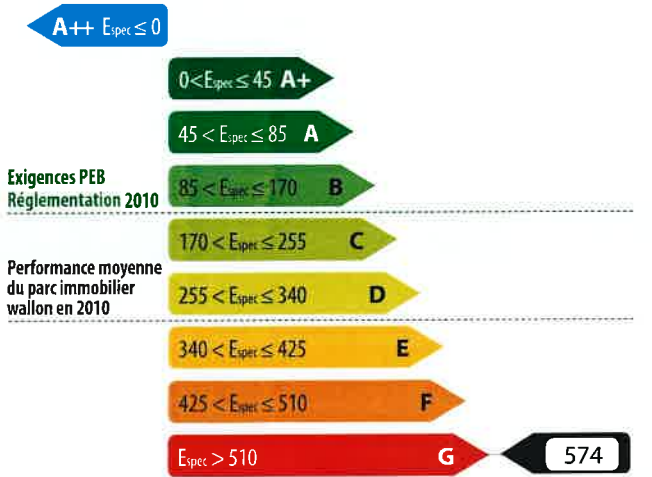 A++ Espec ≤ 0
0<Espec ≤ 45 A+
45 < Espec ≤ 85 A
Exigences PEB
Réglementation 2010
85 < Espec ≤ 170 B
170 < Espec ≤ 255 C
Performance moyenne
du parc immobilier
wallon en 2010
255 < Espec ≤ 340 D
340 < Espec ≤ 425 E
425 < Espec ≤ 510 F
Espec > 510 G
574